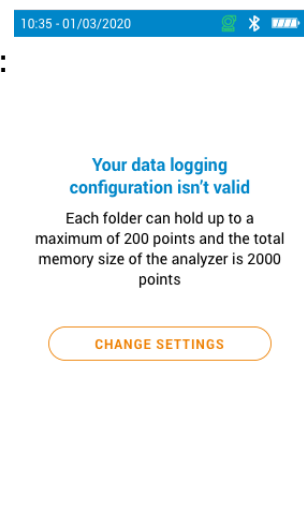 10:35 - 01/03/2020
:
Your data logging
configuration isn't valid
Each folder can hold up to a
maximum of 200 points and the total
memory size of the analyzer is 2000
points
CHANGE SETTINGS